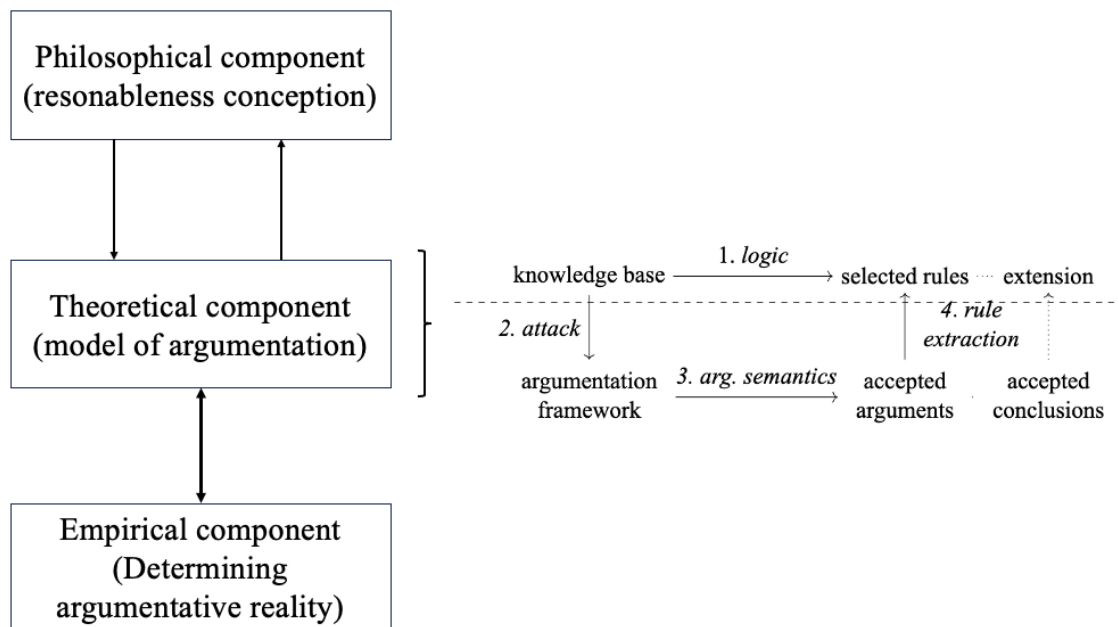 Philosophical component
(resonableness conception)
Theoretical component
(model of argumentation)
Empirical component
(Determining
argumentative reality)
1. logic
knowledge base
selected rules
extension
2. attack
4. rule
extraction
argumentation
framework
3. arg. semantics
accepted
arguments
accepted
conclusions